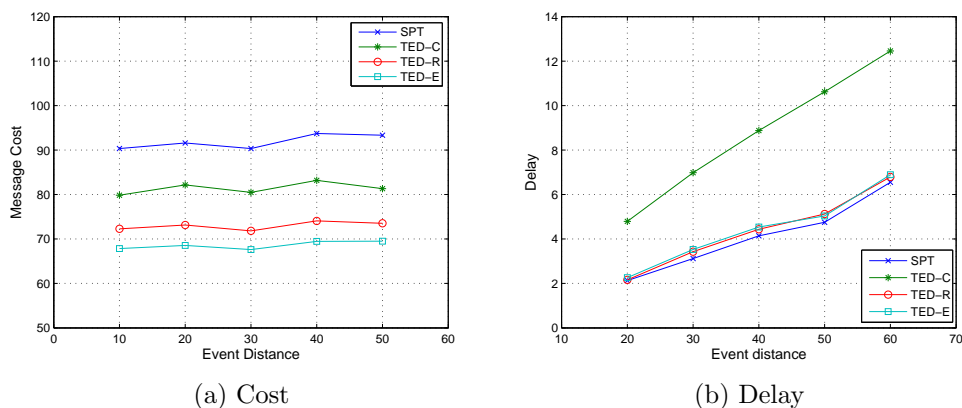 120
110
100
90
80
70
60
50
0
10
20
30
40
50
60
Message Cost
Event Distance
SPT
TED-C
TED-R
TED-E
(a) Cost
14
12
10
8
6
4
2
0
10
20
30
40
50
60
70
Delay
Event distance
SPT
TED-C
TED-R
TED-E
(b) Delay